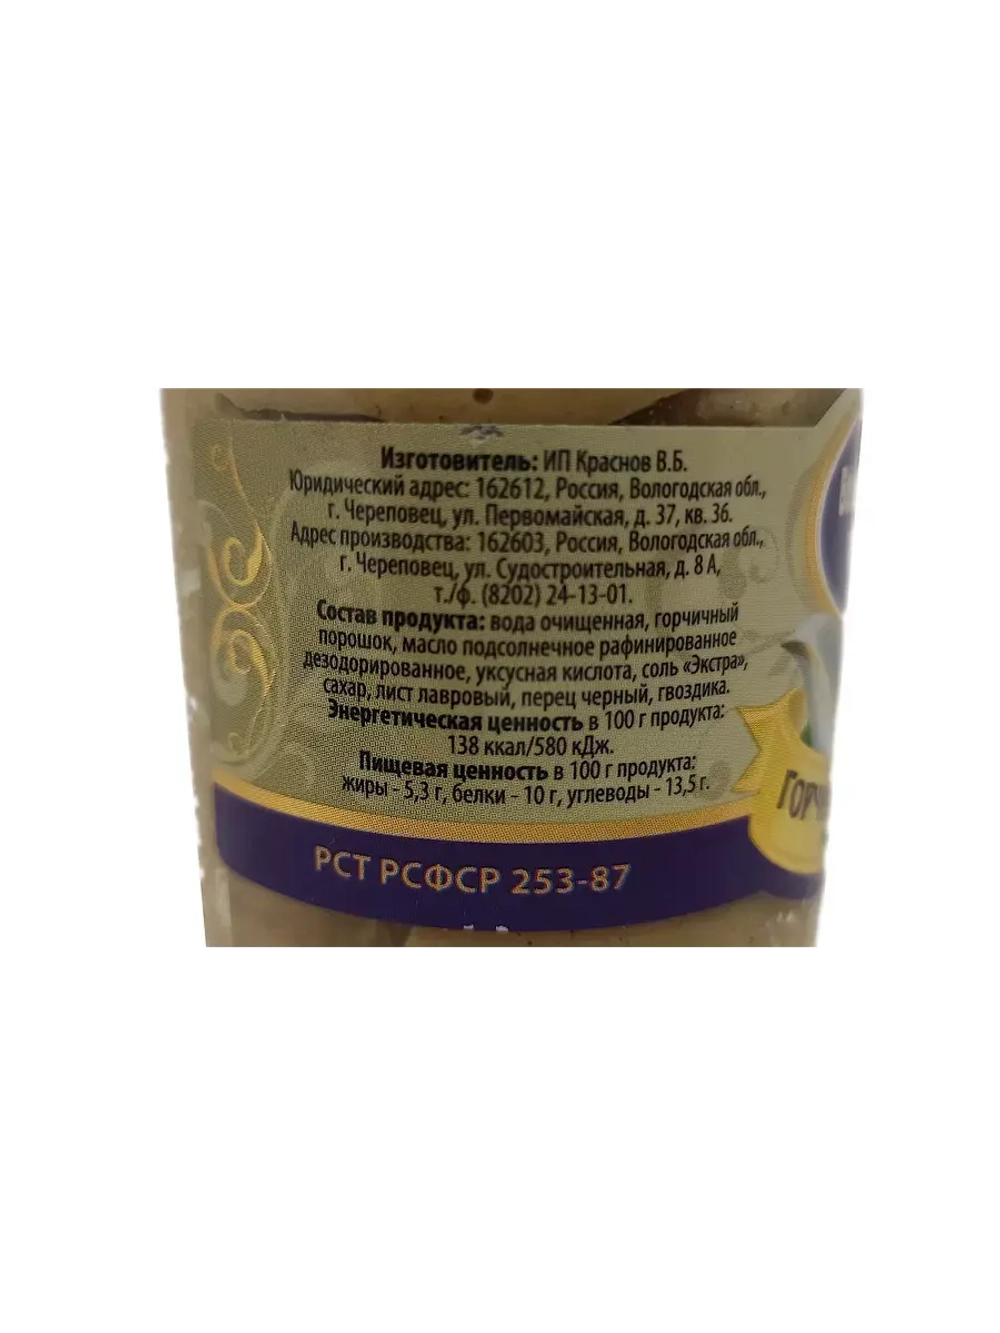 Изготовитель: ИП Краснов В.Б.
Юридический адрес: 162612, Россия, Вологодская обл.,
г. Череповец, ул. Первомайская, д. 37, кв. 36.
Адрес производства: 162603, Россия, Вологодская обл.,
г. Череповец, ул. Судостроительная, д. 8 А,
т./ф. (8202) 24-13-01.
Состав продукта: вода очищенная, горчичный
порошок, масло подсолнечное рафинированное
дезодорированное, уксусная кислота, соль «Экстра»,
сахар, лист лавровый, перец черный, гвоздика.
Энергетическая ценность в 100 г продукта:
138 ккал/580 кДж.
Пищевая ценность в 100 г продукта:
жиры - 5,3 г, белки - 10 г, углеводы - 13,5 г.
РСТ РСФСР 253-87